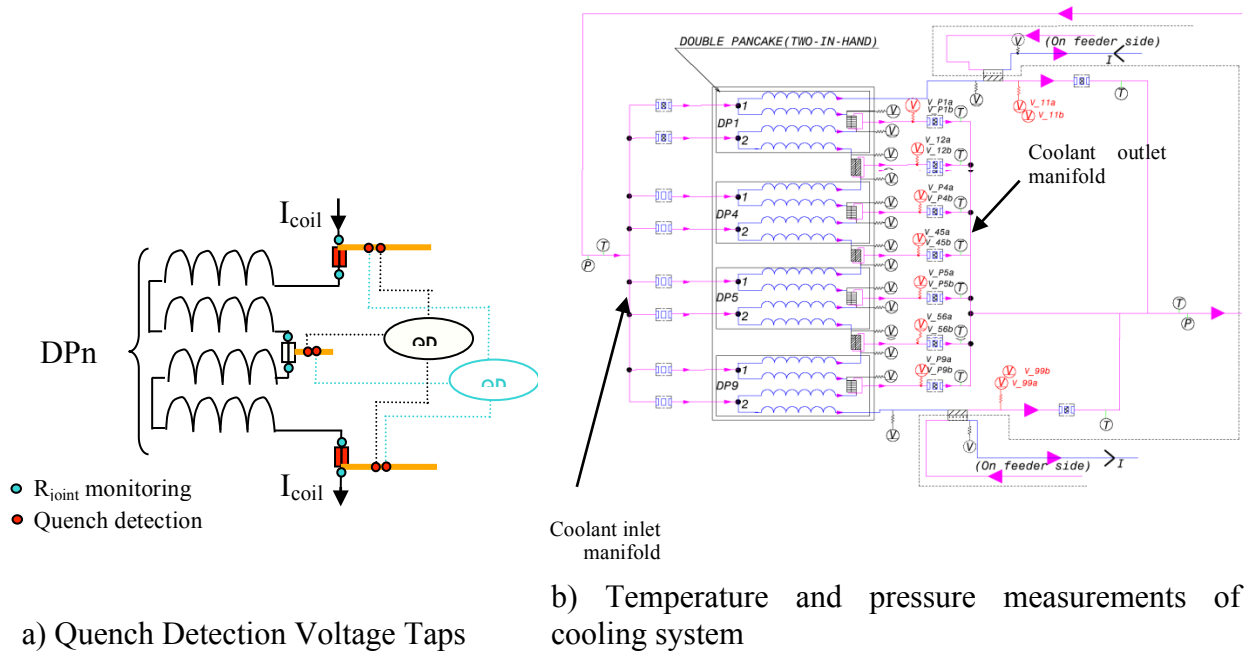 I_coil
DPn
QD
QD
I_coil
R_joint monitoring
Quench detection
a) Quench Detection Voltage Taps
DOUBLE PANCAKE(TWO-IN-HAND)
V
(On feeder side)
I
T
V
V
V_11a
V
V_11b
1
DP1
2
V
V_P1a
V_P1b
T
V
V
V
V_12a
V_12b
T
V
V
Coolant outlet
manifold
1
DP4
2
V
V_P4a
V_P4b
T
V
V
V
V_45a
V_45b
T
V
V
T
P
1
DP5
2
V
V_P5a
V_P5b
T
V
V
V
V_56a
V_56b
T
V
V
T
P
1
DP9
2
V
V_P9a
V_P9b
T
V
V
V
V_99b
V
V_99a
T
V
V
(On feeder side)
I
Coolant inlet
manifold
b) Temperature and pressure measurements of
cooling system